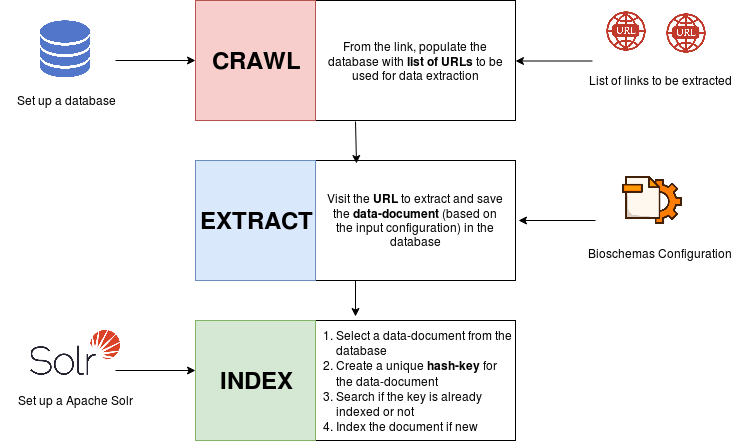 CRAWL
From the link, populate the
database with list of URLs to be
used for data extraction
Set up a database
URL
URL
List of links to be extracted
EXTRACT
Visit the URL to extract and save
the data-document (based on
the input configuration) in the
database
Bioschemas Configuration
Solr
Set up a Apache Solr
INDEX
1. Select a data-document from the
database
2. Create a unique hash-key for
the data-document
3. Search if the key is already
indexed or not
4. Index the document if new